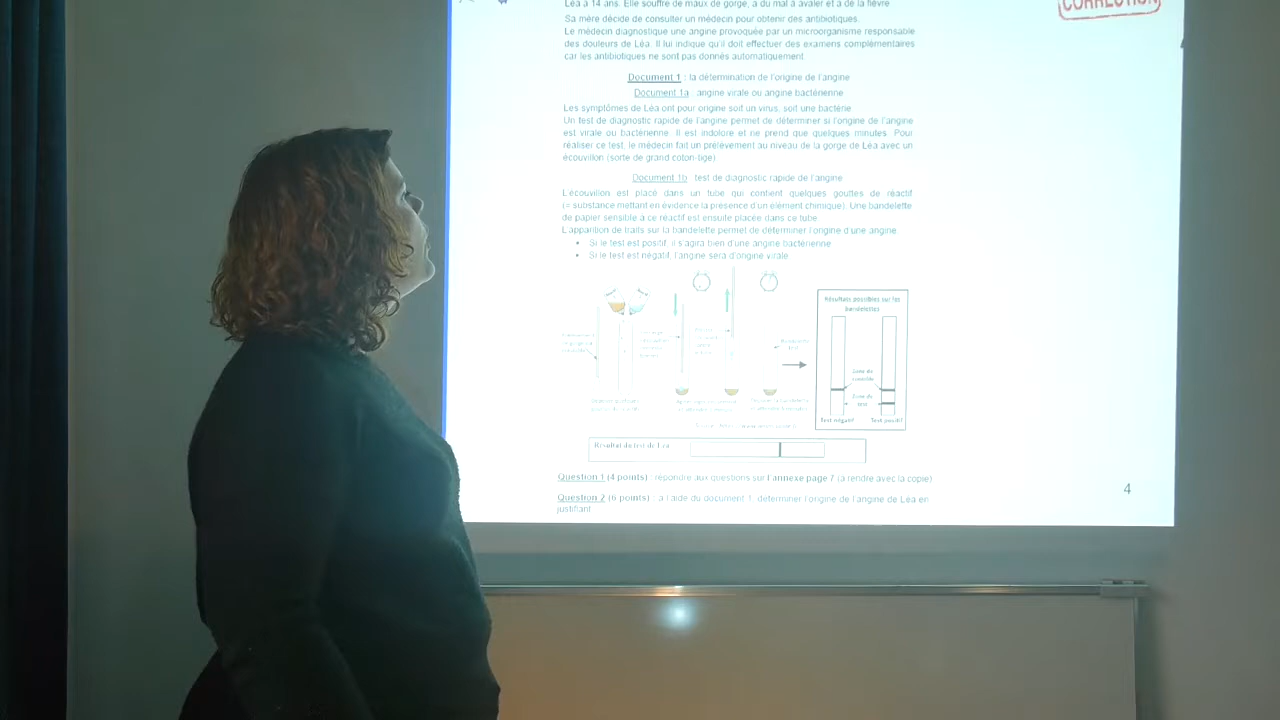 Léa a 14 ans. Elle souffre de maux de gorge, a du mal à avaler et a de la fièvre
CORRECTION
Sa mère décide de consulter un médecin pour obtenir des antibiotiques.
Le médecin diagnostique une angine provoquée par un microorganisme responsable
des douleurs de Léa. Il lui indique qu'il doit effectuer des examens complémentaires
car les antibiotiques ne sont pas donnés automatiquement.
Document 1 : la détermination de l'origine de l'angine
Document 1a : angine virale ou angine bactérienne
Les symptômes de Léa ont pour origine soit un virus, soit une bactérie
Un test de diagnostic rapide de l'angine permet de déterminer si l'origine de l'angine
est virale ou bactérienne. Il est indolore et ne prend que quelques minutes. Pour
réaliser ce test, le médecin fait un prélèvement au niveau de la gorge de Léa avec un
écouvillon (sorte de grand coton-tige)
Document 1b : test de diagnostic rapide de l'angine
L'écouvillon est placé dans un tube qui contient quelques gouttes de réactif
(= substance mettant en évidence la présence d'un élément chimique). Une bandelette
de papier sensible à ce réactif est ensuite placée dans ce tube.
L'apparition de traits sur la bandelette permet de déterminer l'origine d'une angine.
• Si le test est positif, il s'agira bien d'une angine bactérienne
• Si le test est négatif, l'angine sera d'origine virale
Résultats possibles sur les
bandelettes
Zone de
contrôle
Zone de
test
Test négatif Test positif
Résultat du test de Léa
Question 1 (4 points) : répondre aux questions sur l'annexe page 7 (à rendre avec la copie)
Question 2 (6 points) : à l'aide du document 1, déterminer l'origine de l'angine de Léa en
justifiant
4